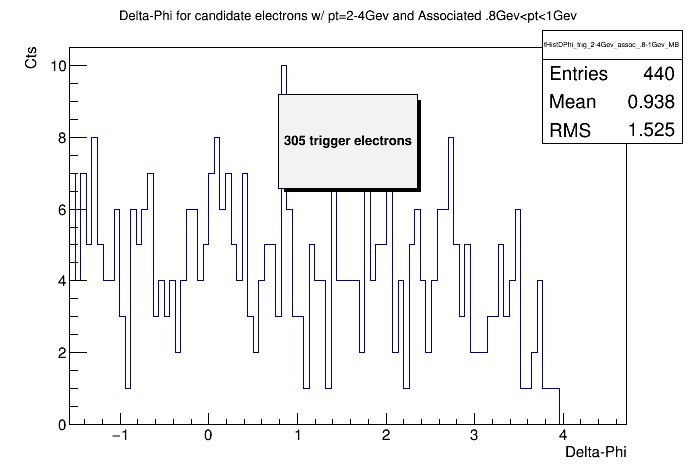 Delta-Phi for candidate electrons w/ pt=2-4Gev and Associated .8Gev<pt<1Gev
Cts
fHistDPhi_trig_2-4Gev_assoc_.8-1Gev_MB
Entries 440
Mean 0.938
RMS 1.525
305 trigger electrons
10
8
6
4
2
0
−1 0 1 2 3 4
Delta-Phi